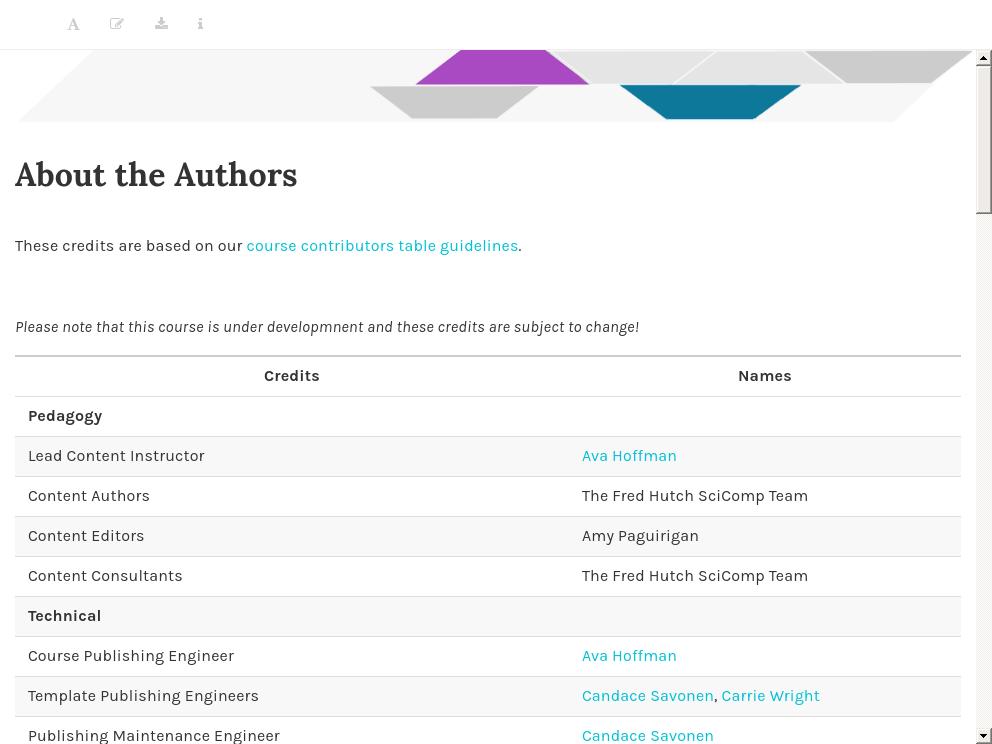 About the Authors
These credits are based on our course contributors table guidelines.
Please note that this course is under developmnent and these credits are subject to change!
Credits Names
Pedagogy
Lead Content Instructor Ava Hoffman
Content Authors The Fred Hutch SciComp Team
Content Editors Amy Paguirigan
Content Consultants The Fred Hutch SciComp Team
Technical
Course Publishing Engineer Ava Hoffman
Template Publishing Engineers Candace Savonen, Carrie Wright
Publishing Maintenance Engineer Candace Savonen